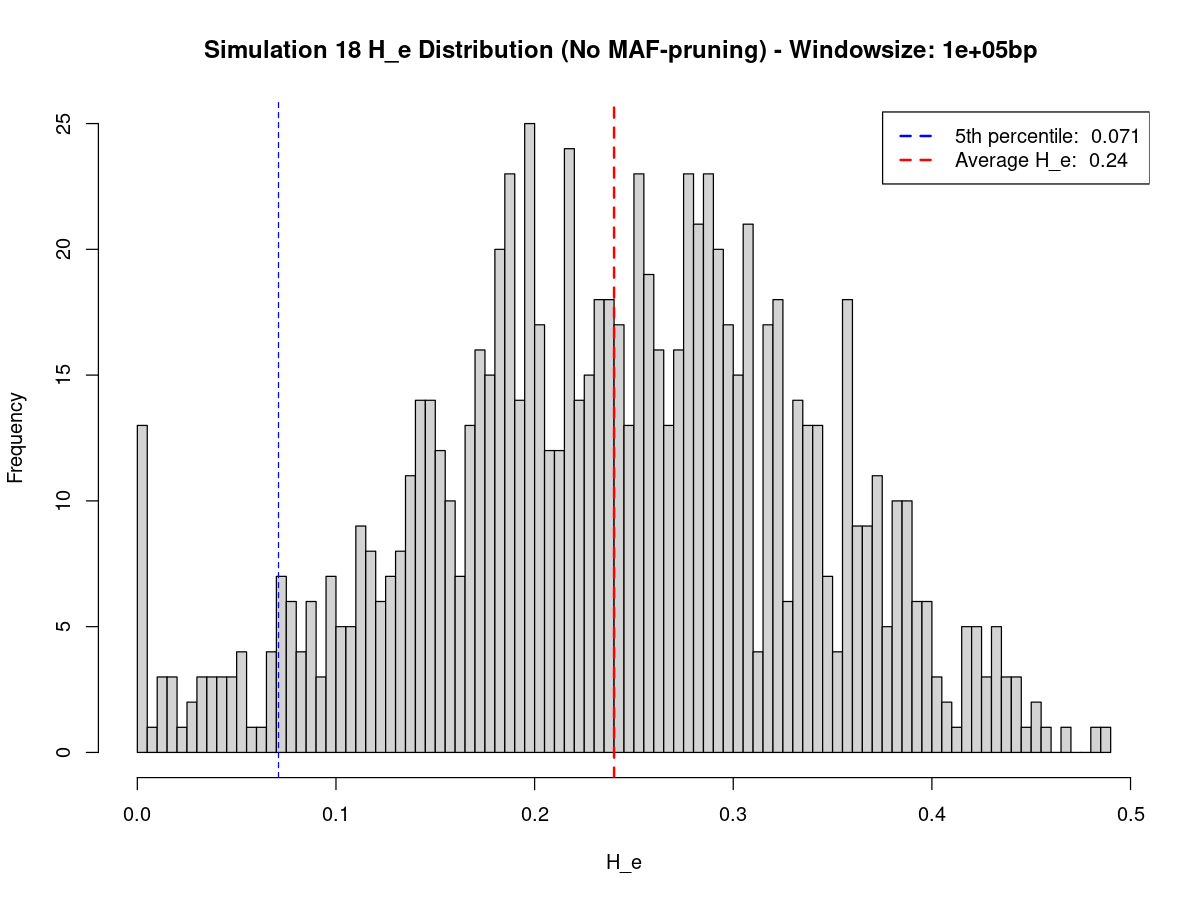 Simulation 18 H_e Distribution (No MAF-pruning) - Windowsize: 1e+05bp
5th percentile:  0.071
Average H_e:  0.24
Frequency
25
20
15
10
5
0
0.0 0.1 0.2 0.3 0.4 0.5
H_e